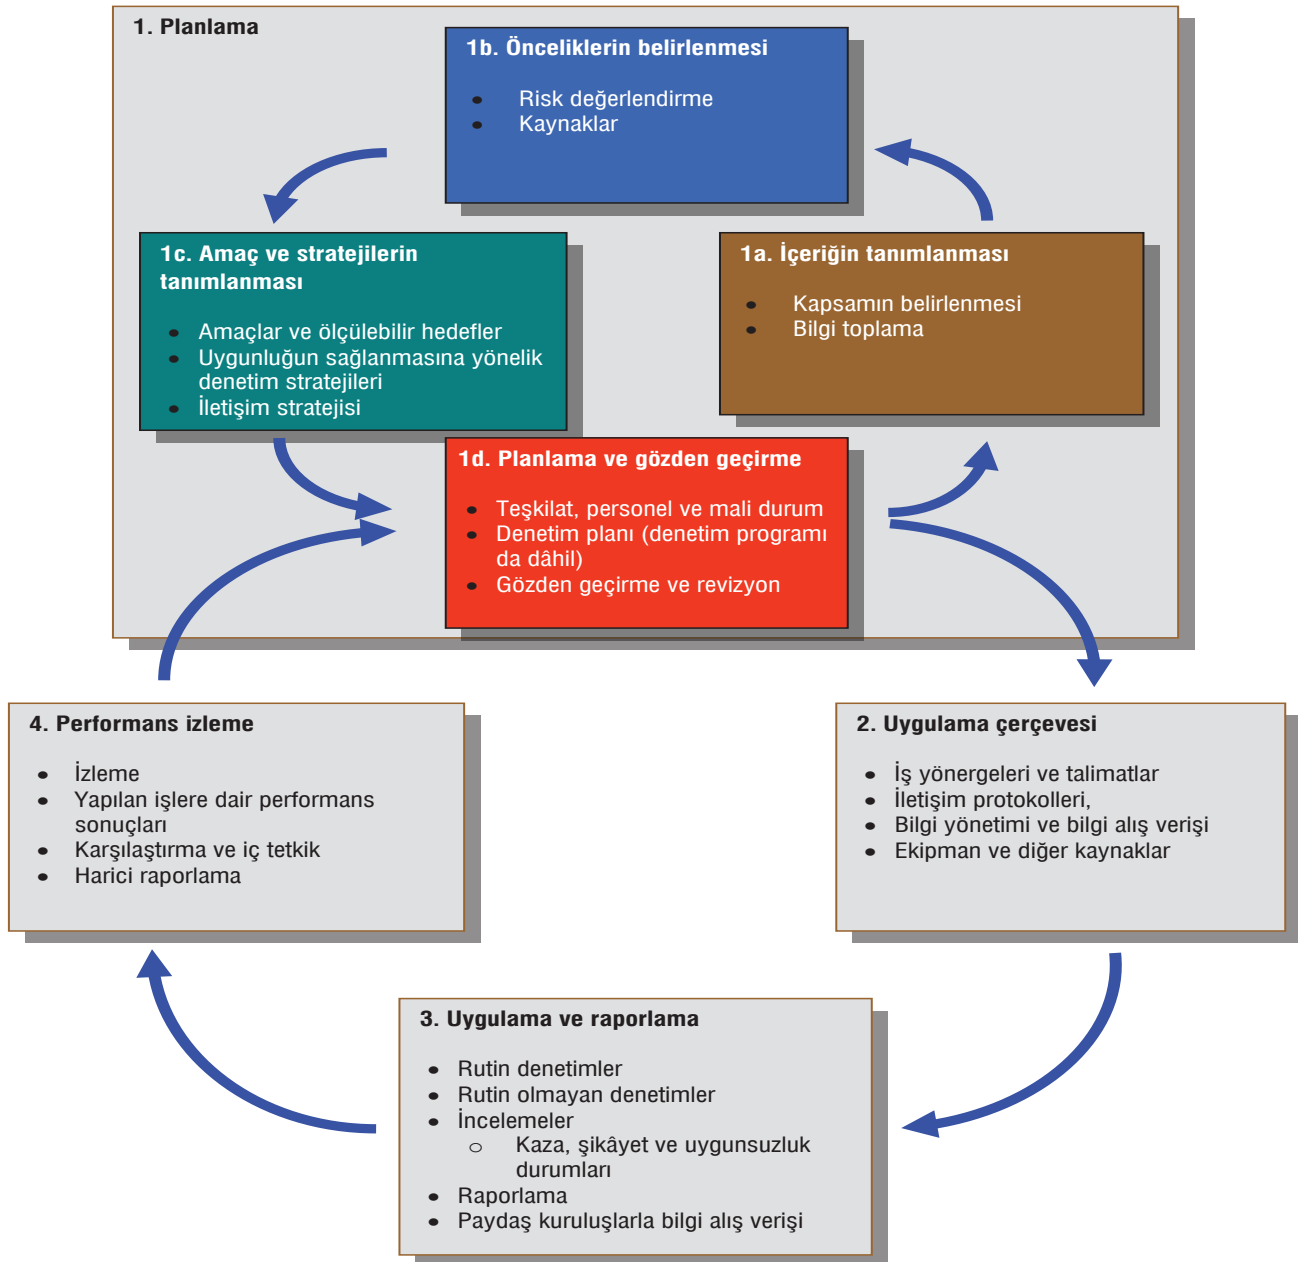 1. Planlama
1b. Önceliklerin belirlenmesi
• Risk değerlendirme
• Kaynaklar
1c. Amaç ve stratejilerin
tanımlanması
• Amaçlar ve ölçülebilir hedefler
• Uygunluğun sağlanmasına yönelik
denetim stratejileri
• İletişim stratejisi
1a. İçeriğin tanımlanması
• Kapsamın belirlenmesi
• Bilgi toplama
1d. Planlama ve gözden geçirme
• Teşkilat, personel ve mali durum
• Denetim planı (denetim programı
da dâhil)
• Gözden geçirme ve revizyon
4. Performans izleme
• İzleme
• Yapılan işlere dair performans
sonuçları
• Karşılaştırma ve iç tetkik
• Harici raporlama
2. Uygulama çerçevesi
• İş yönergeleri ve talimatlar
• İletişim protokolleri,
• Bilgi yönetimi ve bilgi alış verişi
• Ekipman ve diğer kaynaklar
3. Uygulama ve raporlama
• Rutin denetimler
• Rutin olmayan denetimler
• İncelemeler
○ Kaza, şikâyet ve uygunsuzluk
durumları
• Raporlama
• Paydaş kuruluşlarla bilgi alış verişi